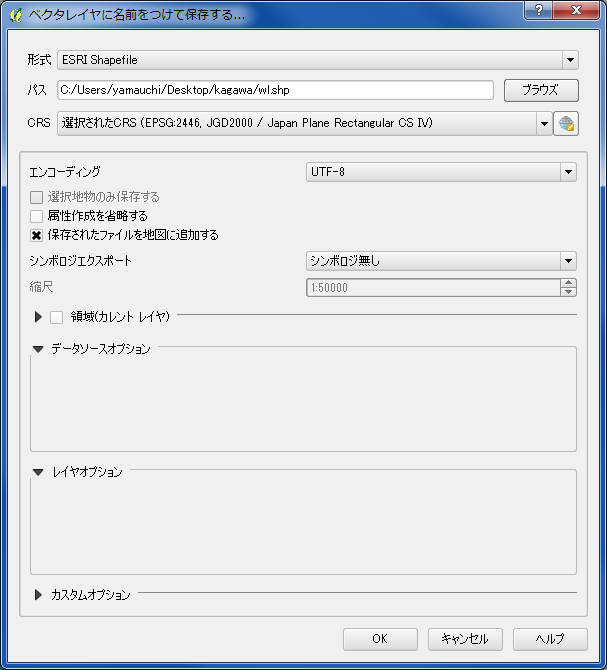 ベクタレイヤに名前をつけて保存する...
形式 ESRI Shapefile
パス C:/Users/yamauchi/Desktop/kagawa/wl.shp ブラウズ
CRS 選択されたCRS (EPSG:2446, JGD2000 / Japan Plane Rectangular CS IV)
エンコーディング UTF-8
選択地物のみ保存する
属性作成を省略する
保存されたファイルを地図に追加する
シンボロジエクスポート シンボロジ無し
縮尺 1:50000
領域(カレント レイヤ)
データソースオプション
レイヤオプション
カスタムオプション
OK キャンセル ヘルプ